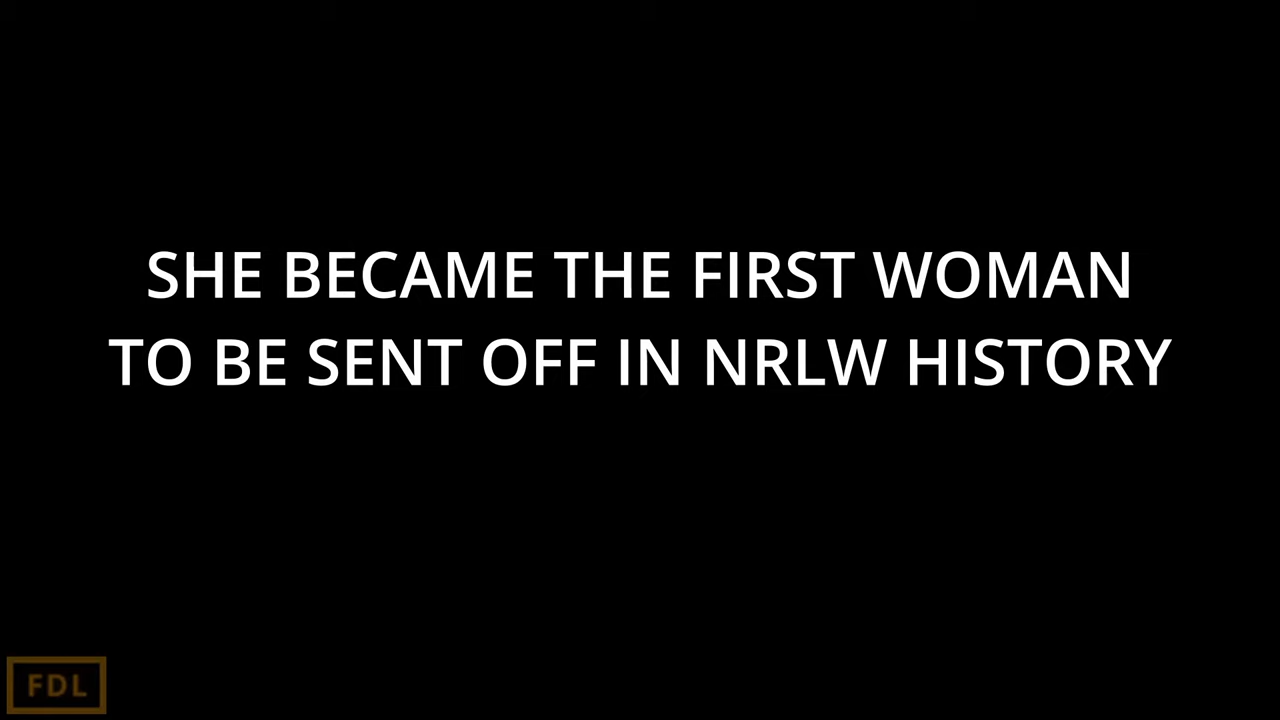 SHE BECAME THE FIRST WOMAN
TO BE SENT OFF IN NRLW HISTORY
FDL